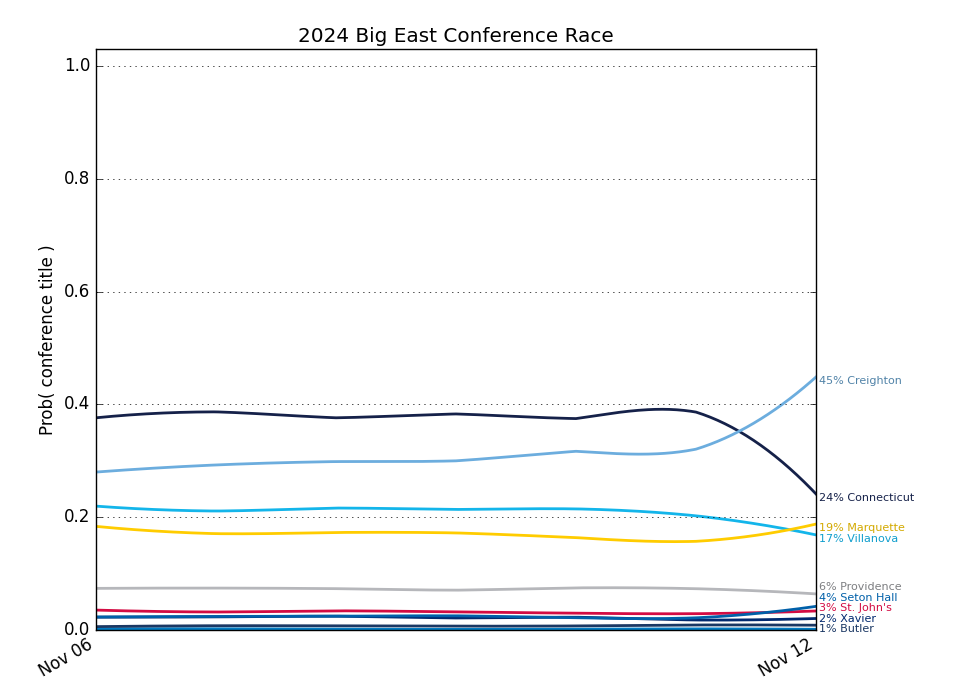 2024 Big East Conference Race
1.0
0.8
0.6
0.4
0.2
0.0
Prob( conference title )
Nov 06
Nov 12
45% Creighton
24% Connecticut
19% Marquette
17% Villanova
6% Providence
4% Seton Hall
3% St. John's
2% Xavier
1% Butler